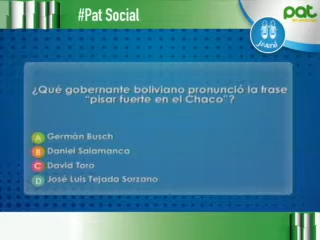 #Pat Social
pat
¿Qué gobernante boliviano pronunció la frase
"pisar fuerte en el Chaco"?
A Germán Busch
B Daniel Salamanca
C David Toro
D José Luis Tejada Sorzano